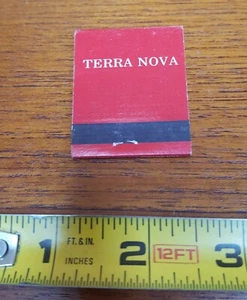 TERRA NOVA
1 FT. & IN. 2 12FT 3
INCHES